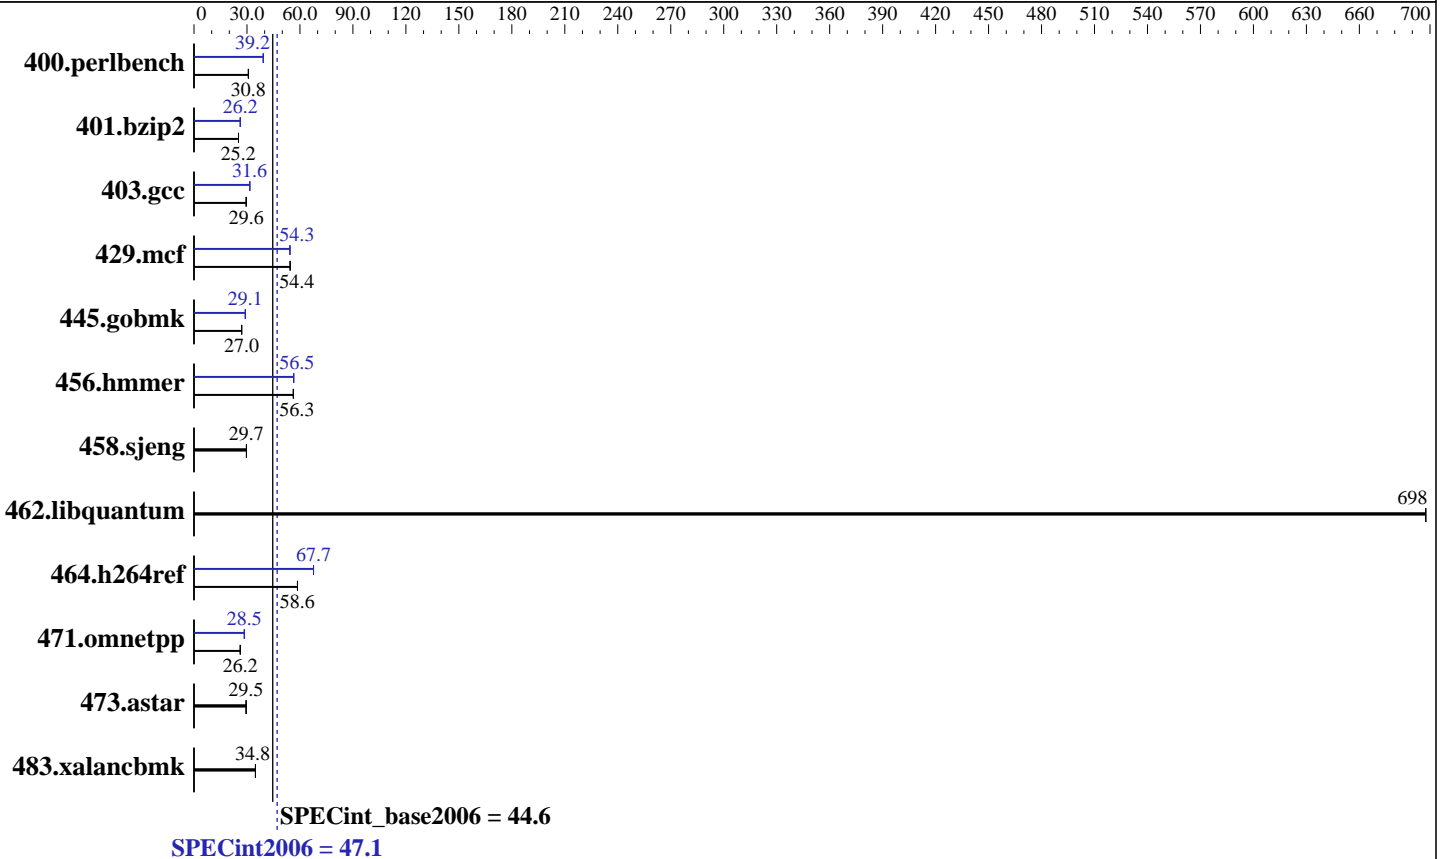 0 30.0 60.0 90.0 120 150 180 210 240 270 300 330 360 390 420 450 480 510 540 570 600 630 660 700
39.2
400.perlbench
30.8
26.2
401.bzip2
25.2
31.6
403.gcc
29.6
54.3
429.mcf
54.4
29.1
445.gobmk
27.0
56.5
456.hmmer
56.3
29.7
458.sjeng
698
462.libquantum
67.7
464.h264ref
58.6
28.5
471.omnetpp
26.2
29.5
473.astar
34.8
483.xalancbmk
SPECint_base2006 = 44.6
SPECint2006 = 47.1